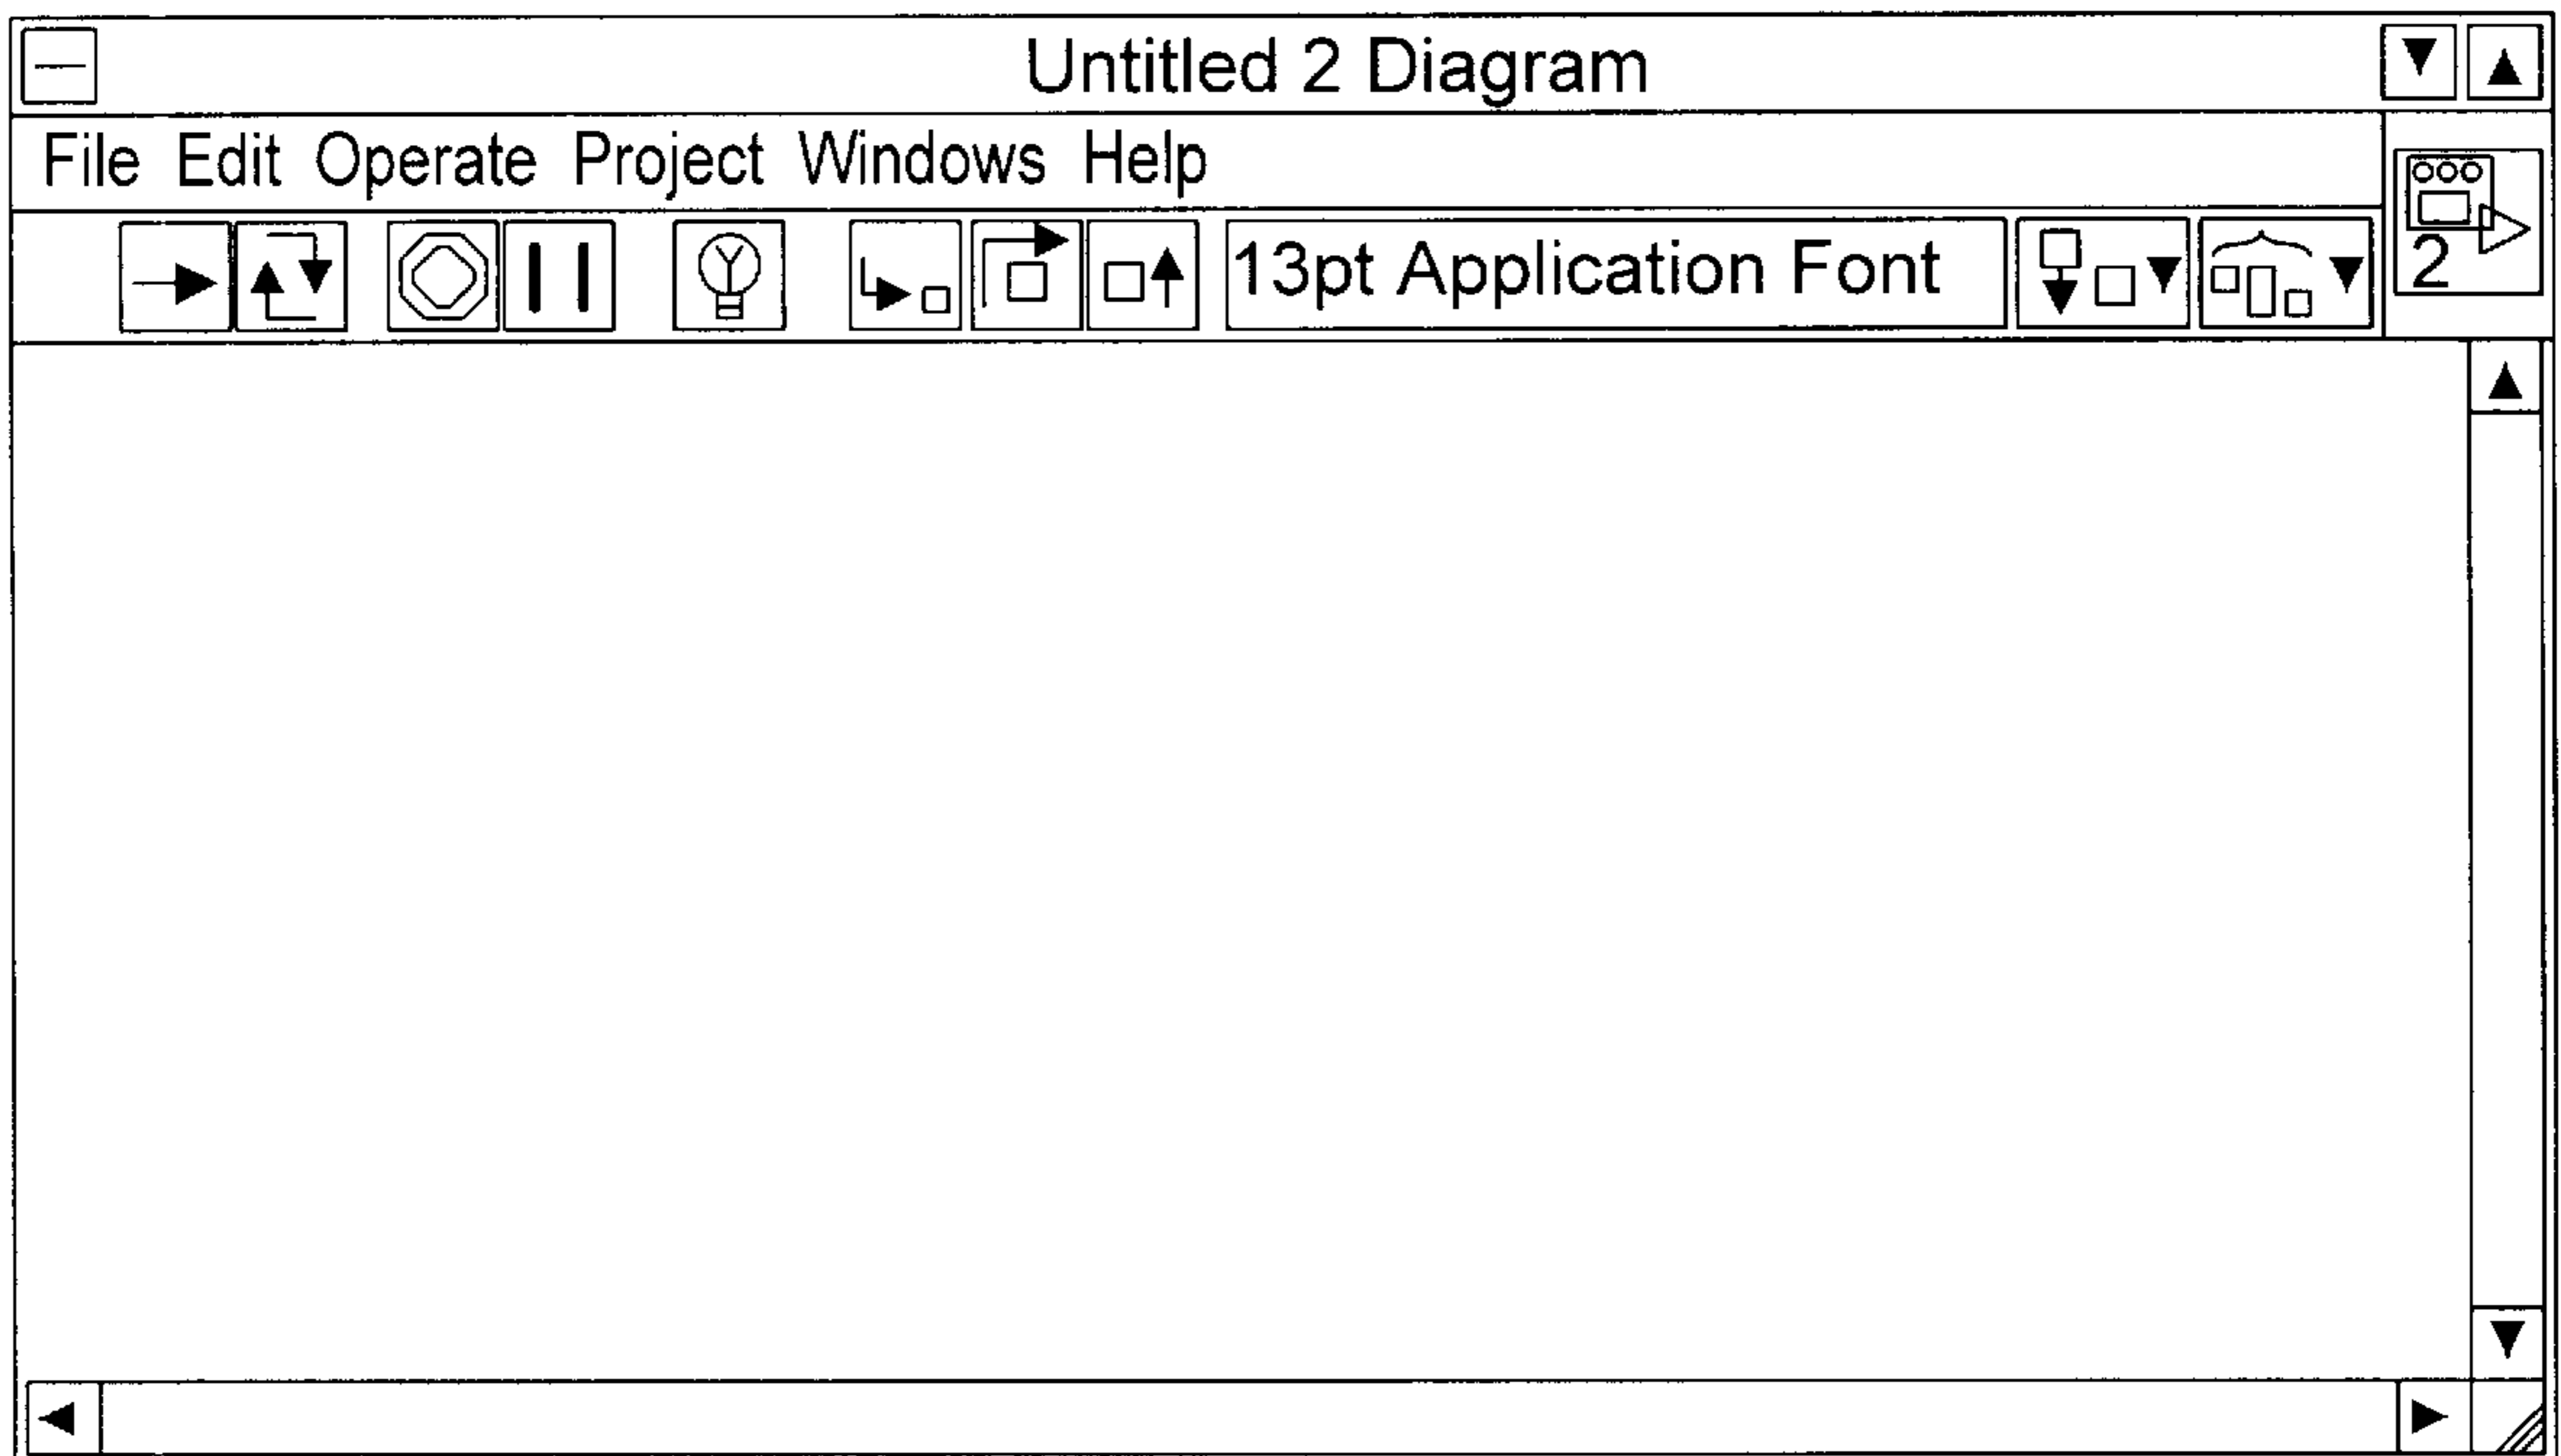 Untitled 2 Diagram
File Edit Operate Project Windows Help
13pt Application Font
2